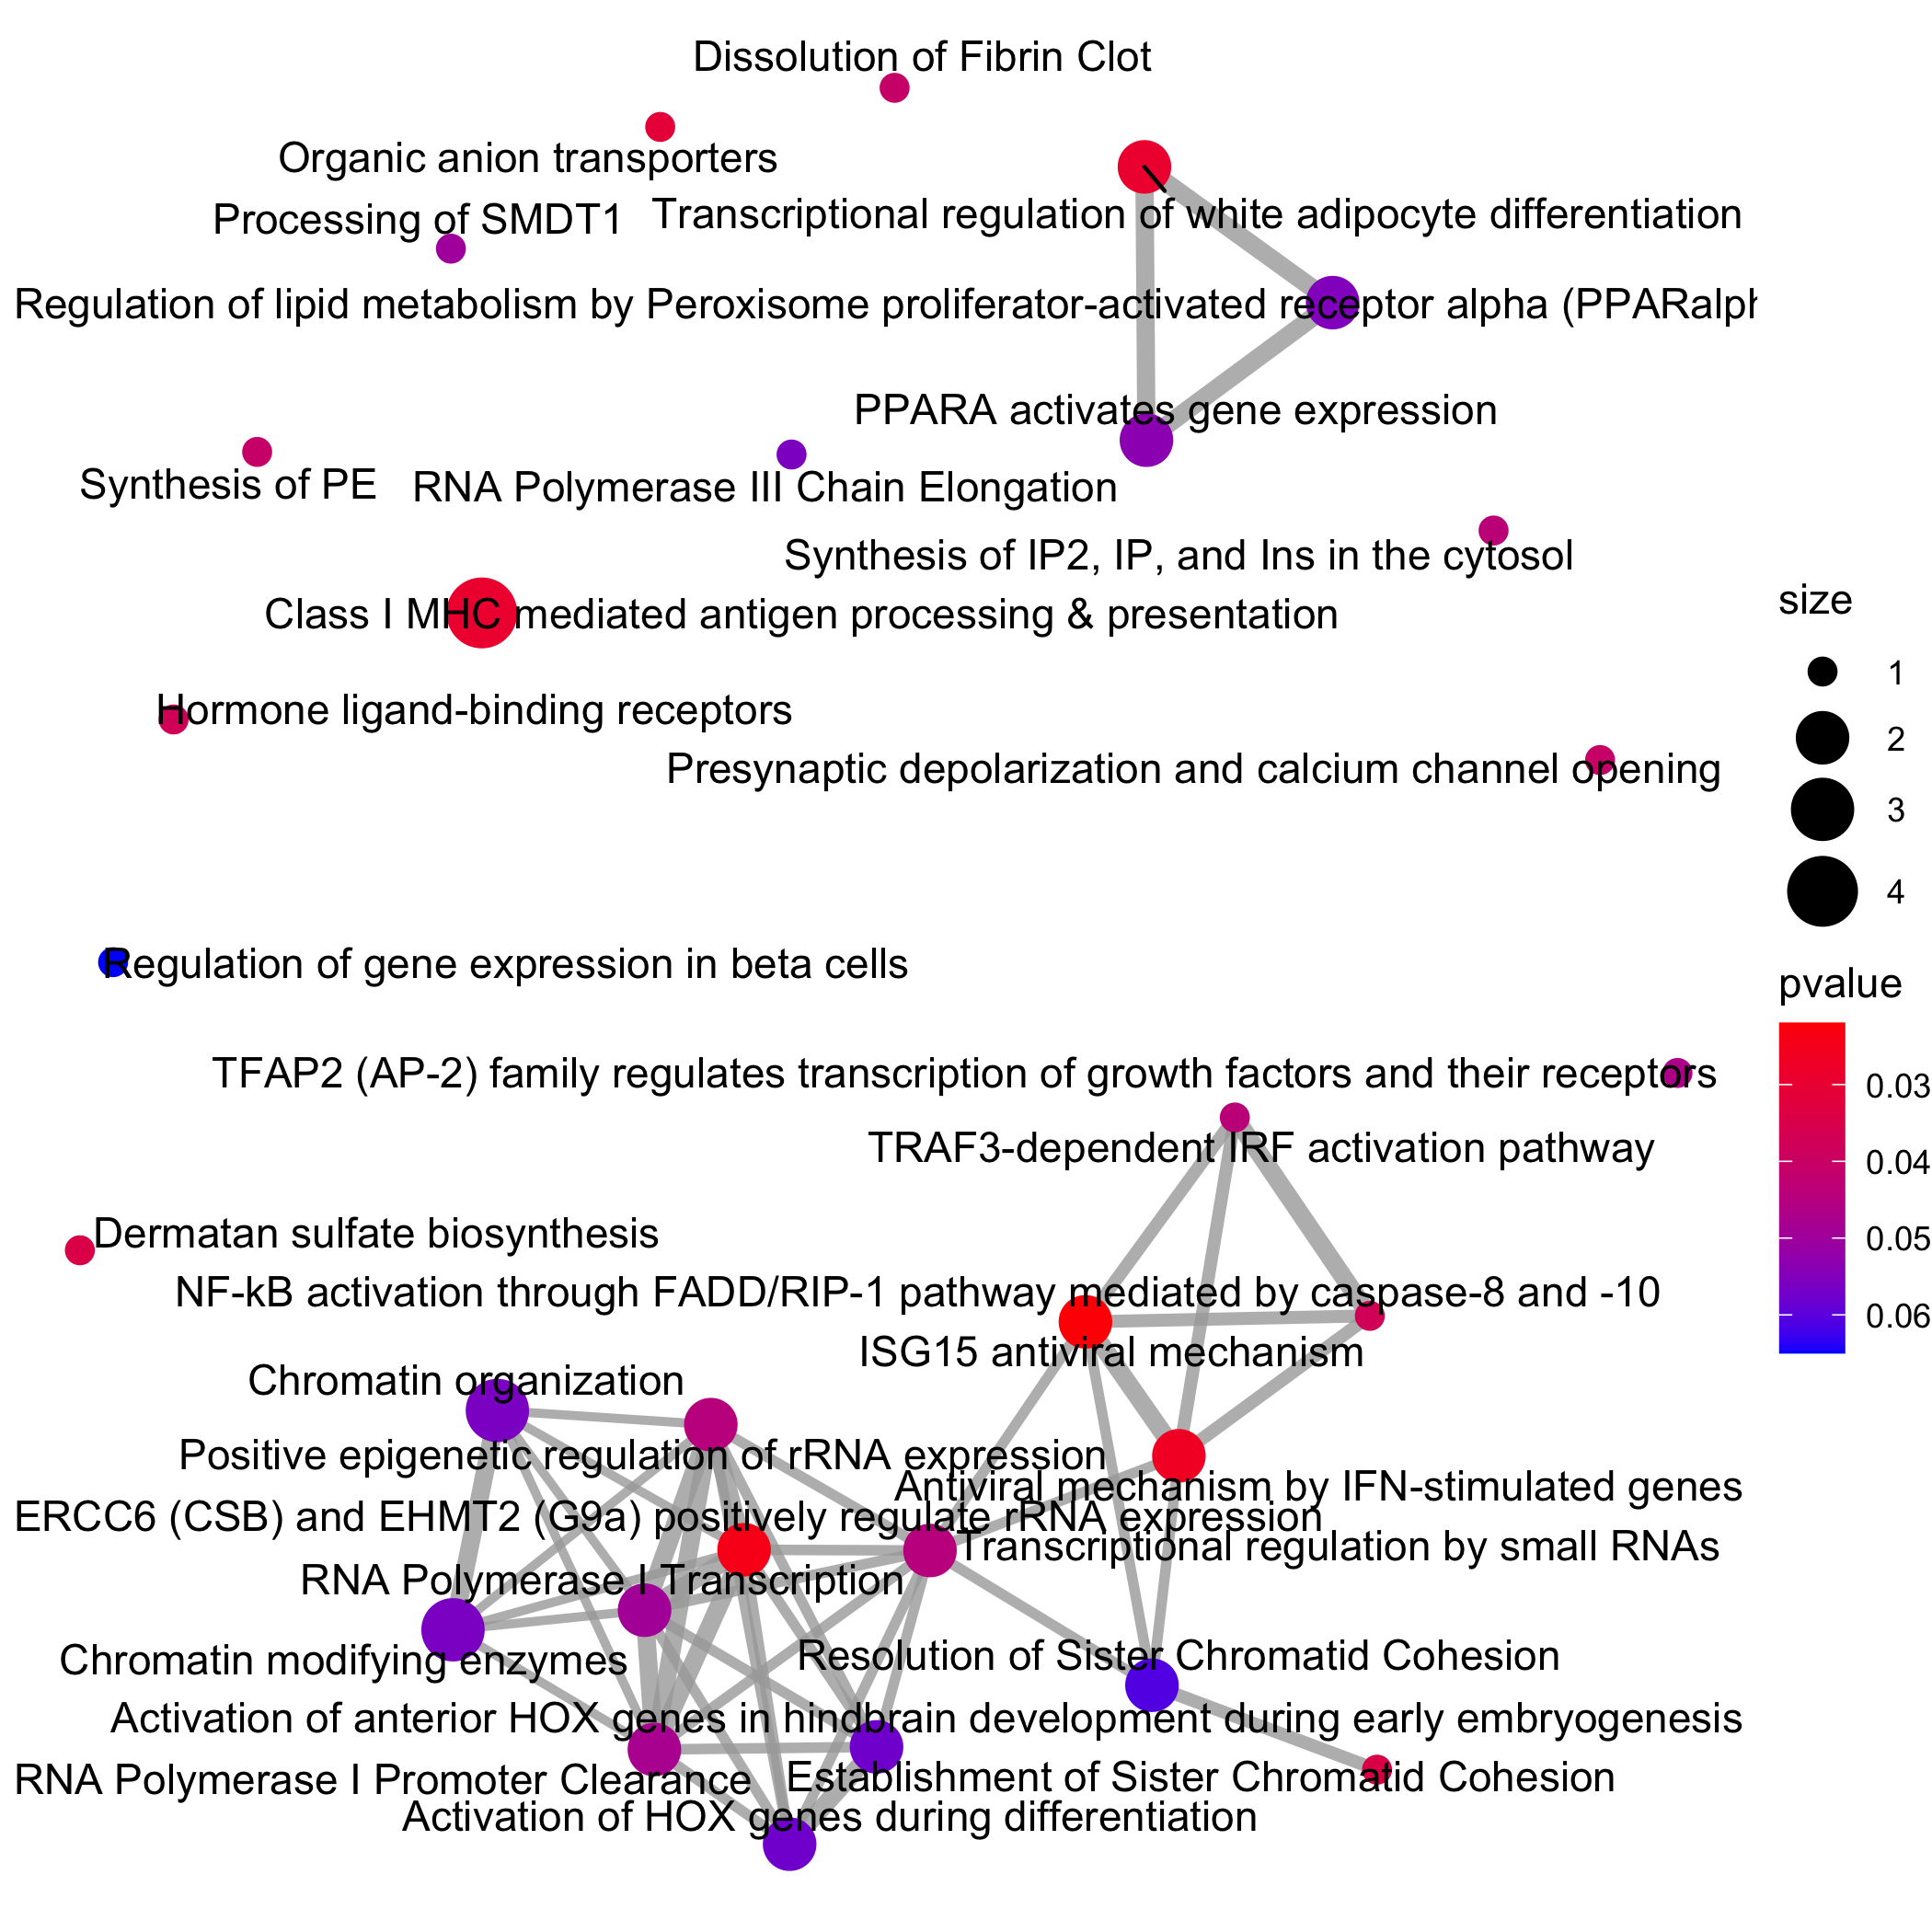 Dissolution of Fibrin Clot
Organic anion transporters
Processing of SMDT1
Transcriptional regulation of white adipocyte differentiation
Regulation of lipid metabolism by Peroxisome proliferator-activated receptor alpha (PPARalph
PPARA activates gene expression
Synthesis of PE
RNA Polymerase III Chain Elongation
Synthesis of IP2, IP, and Ins in the cytosol
Class I MHC mediated antigen processing & presentation
Hormone ligand-binding receptors
Presynaptic depolarization and calcium channel opening
Regulation of gene expression in beta cells
TFAP2 (AP-2) family regulates transcription of growth factors and their receptors
TRAF3-dependent IRF activation pathway
Dermatan sulfate biosynthesis
NF-kB activation through FADD/RIP-1 pathway mediated by caspase-8 and -10
ISG15 antiviral mechanism
Chromatin organization
Positive epigenetic regulation of rRNA expression
Antiviral mechanism by IFN-stimulated genes
ERCC6 (CSB) and EHMT2 (G9a) positively regulate rRNA expression
Transcriptional regulation by small RNAs
RNA Polymerase I Transcription
Resolution of Sister Chromatid Cohesion
Chromatin modifying enzymes
Activation of anterior HOX genes in hindbrain development during early embryogenesis
RNA Polymerase I Promoter Clearance
Establishment of Sister Chromatid Cohesion
Activation of HOX genes during differentiation
size
1
2
3
4
pvalue
0.03
0.04
0.05
0.06